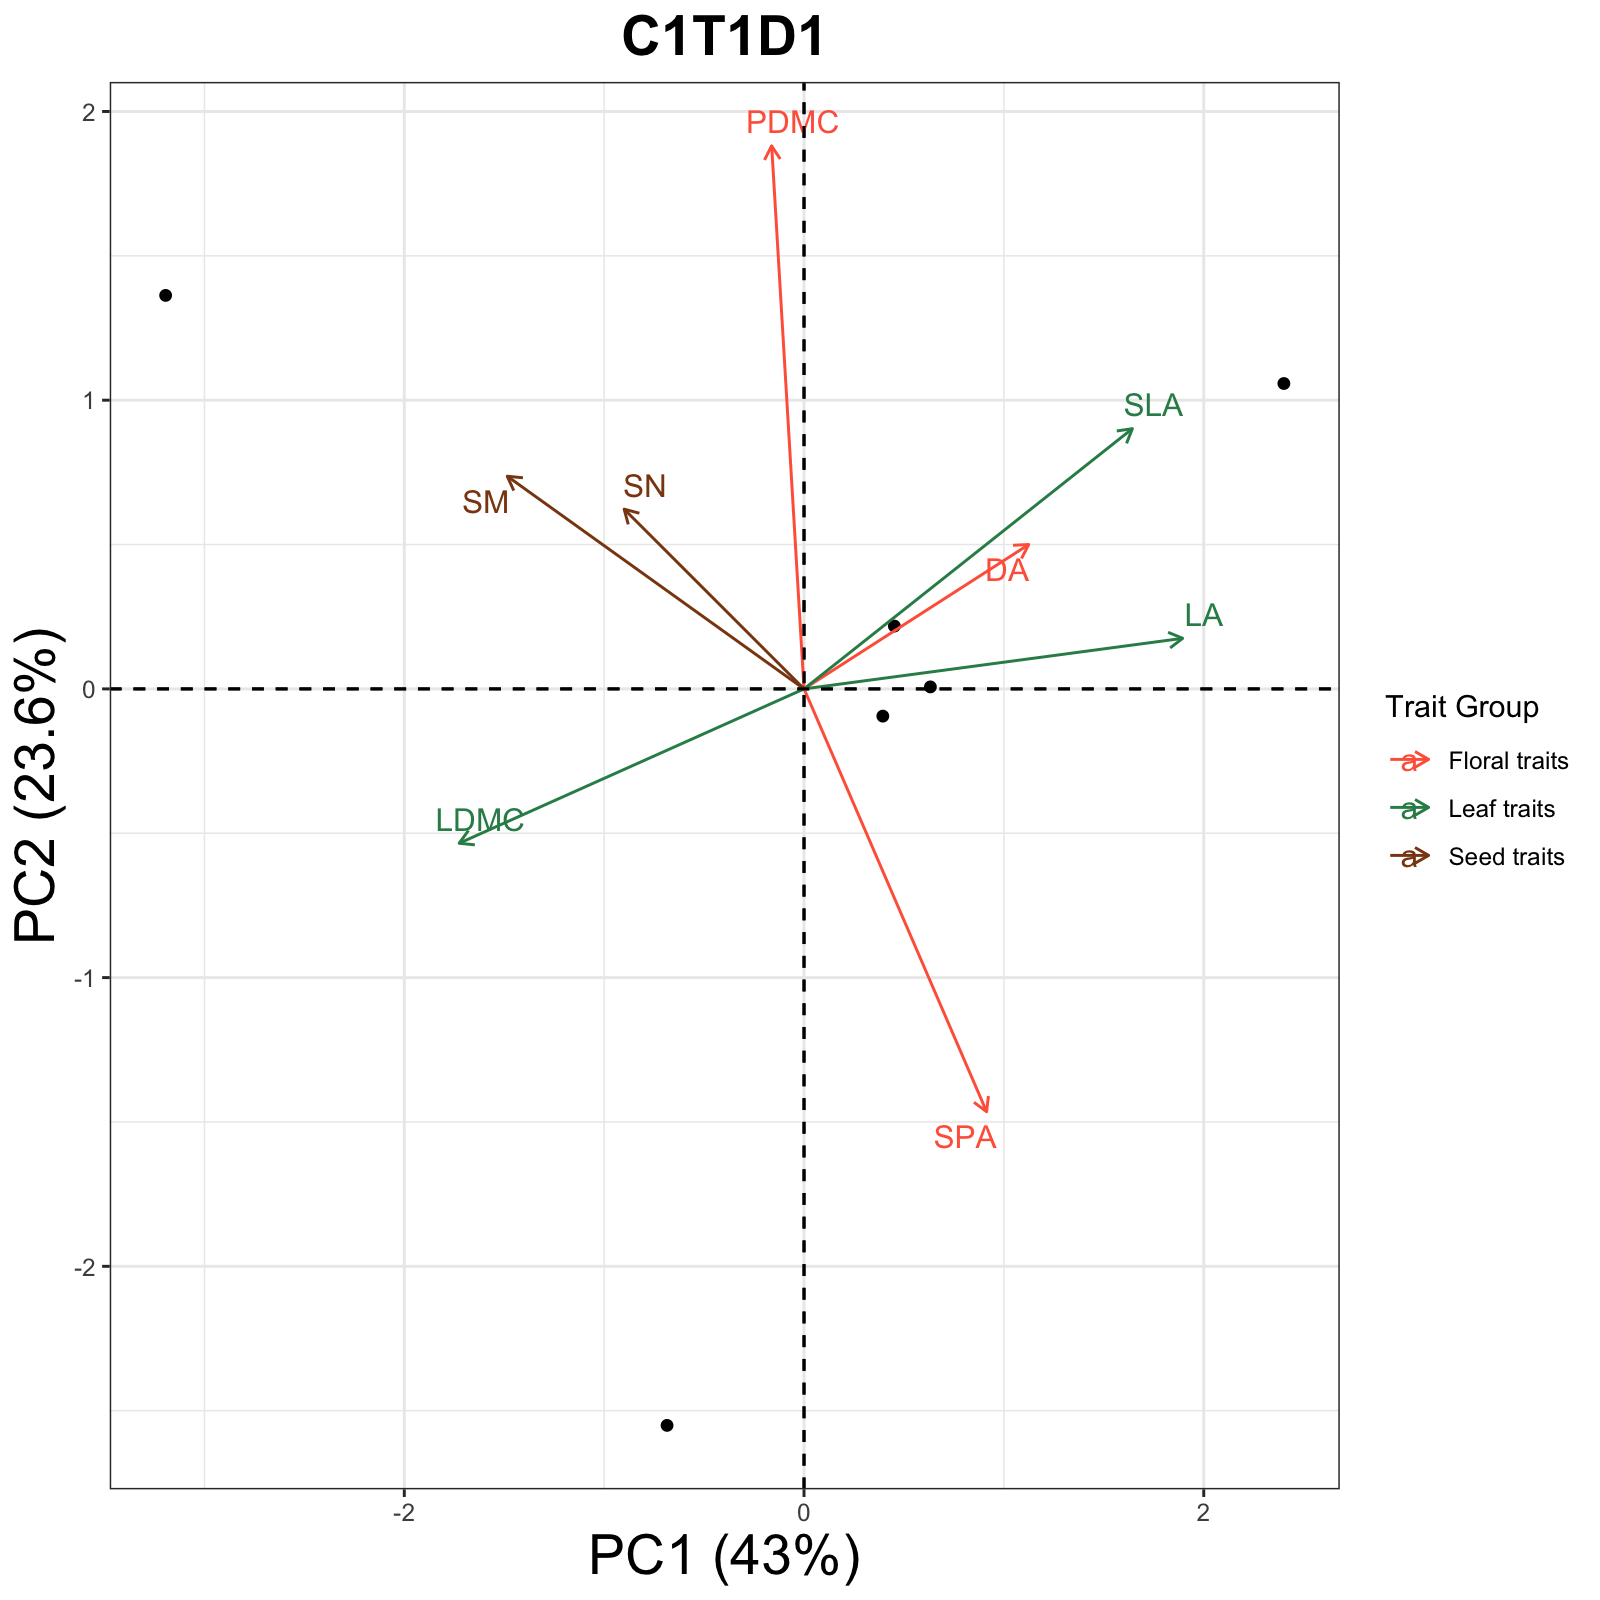 C1T1D1
2
1
0
-1
-2
PC2 (23.6%)
PDMC
SLA
SN
SM
DA
LA
LDMC
SPA
-2
0
2
PC1 (43%)
Trait Group
a Floral traits
a Leaf traits
a Seed traits